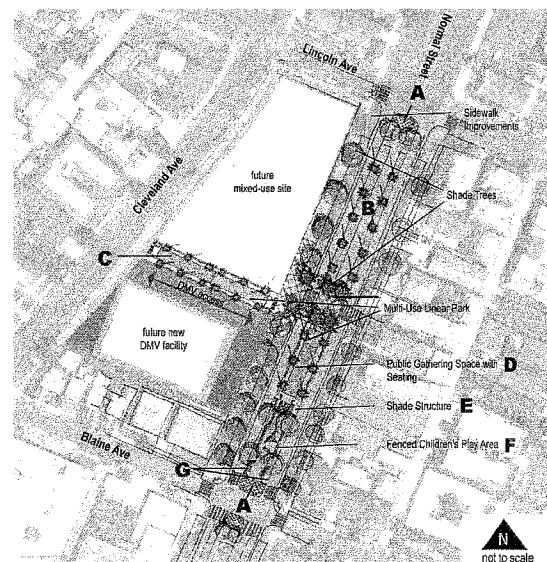 Normal Street
Lincoln Ave
A
Sidewalk
Improvements
Shade Trees
B
future
mixed-use site
Cleveland Ave
C
DMV access
Multi-Use Linear Park
future new
DMV facility
Public Gathering Space with
Seating
D
Shade Structure E
Fenced Children's Play Area F
Blaine Ave
G
A
N
not to scale